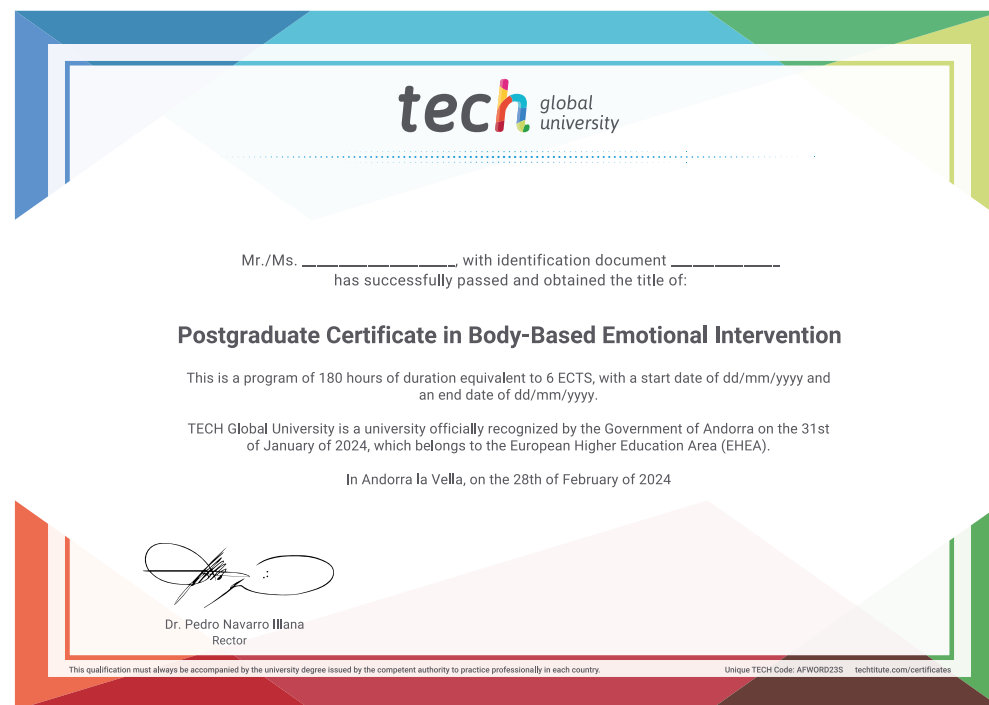 tech global university
Mr./Ms. ____________________, with identification document ______________
has successfully passed and obtained the title of:
Postgraduate Certificate in Body-Based Emotional Intervention
This is a program of 180 hours of duration equivalent to 6 ECTS, with a start date of dd/mm/yyyy and
an end date of dd/mm/yyyy.
TECH Global University is a university officially recognized by the Government of Andorra on the 31st
of January of 2024, which belongs to the European Higher Education Area (EHEA).
In Andorra la Vella, on the 28th of February of 2024
Dr. Pedro Navarro Illana
Rector
This qualification must always be accompanied by the university degree issued by the competent authority to practice professionally in each country.
Unique TECH Code: AFWORD23S techtitute.com/certificates